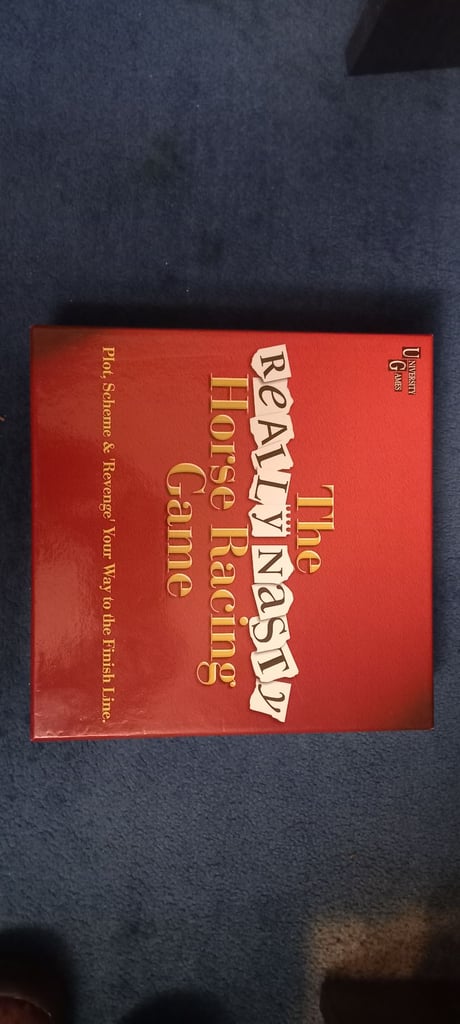 UNIVERSITY
GAMES
The
REALLY NASTY
Horse Racing
Game
Plot, Scheme & 'Revenge' Your Way to the Finish Line.